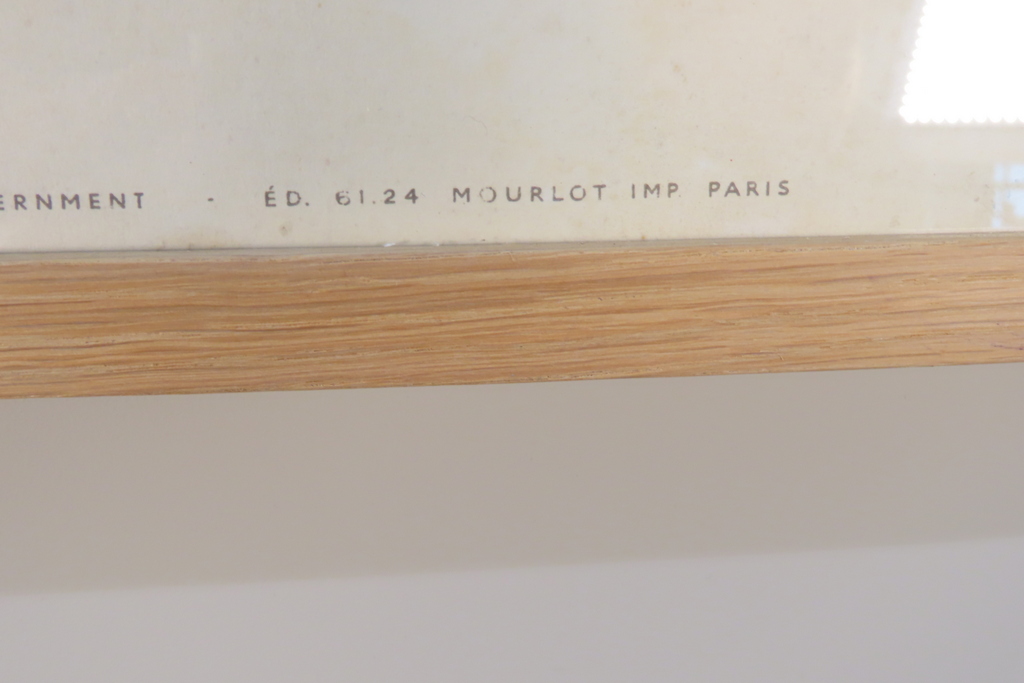 ERNMENT - ÉD. 61.24 MOURLOT IMP. PARIS